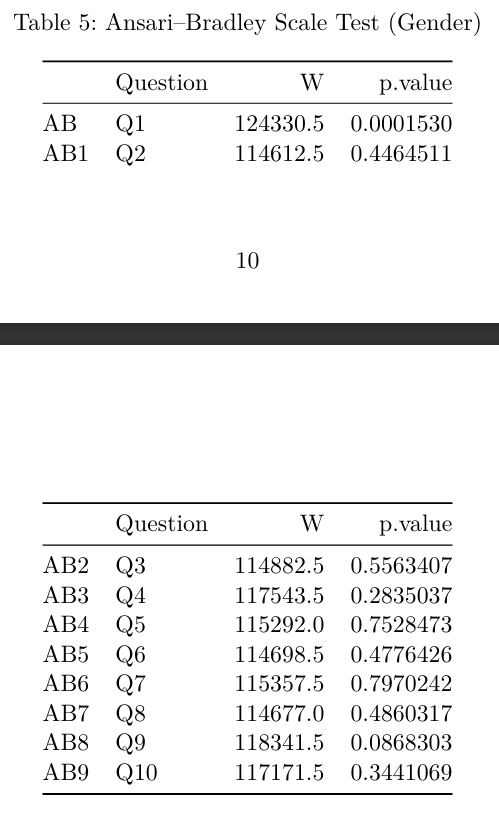 Table 5: Ansari–Bradley Scale Test (Gender)
Question W p.value
AB Q1 124330.5 0.0001530
AB1 Q2 114612.5 0.4464511
10
Question W p.value
AB2 Q3 114882.5 0.5563407
AB3 Q4 117543.5 0.2835037
AB4 Q5 115292.0 0.7528473
AB5 Q6 114698.5 0.4776426
AB6 Q7 115357.5 0.7970242
AB7 Q8 114677.0 0.4860317
AB8 Q9 118341.5 0.0868303
AB9 Q10 117171.5 0.3441069